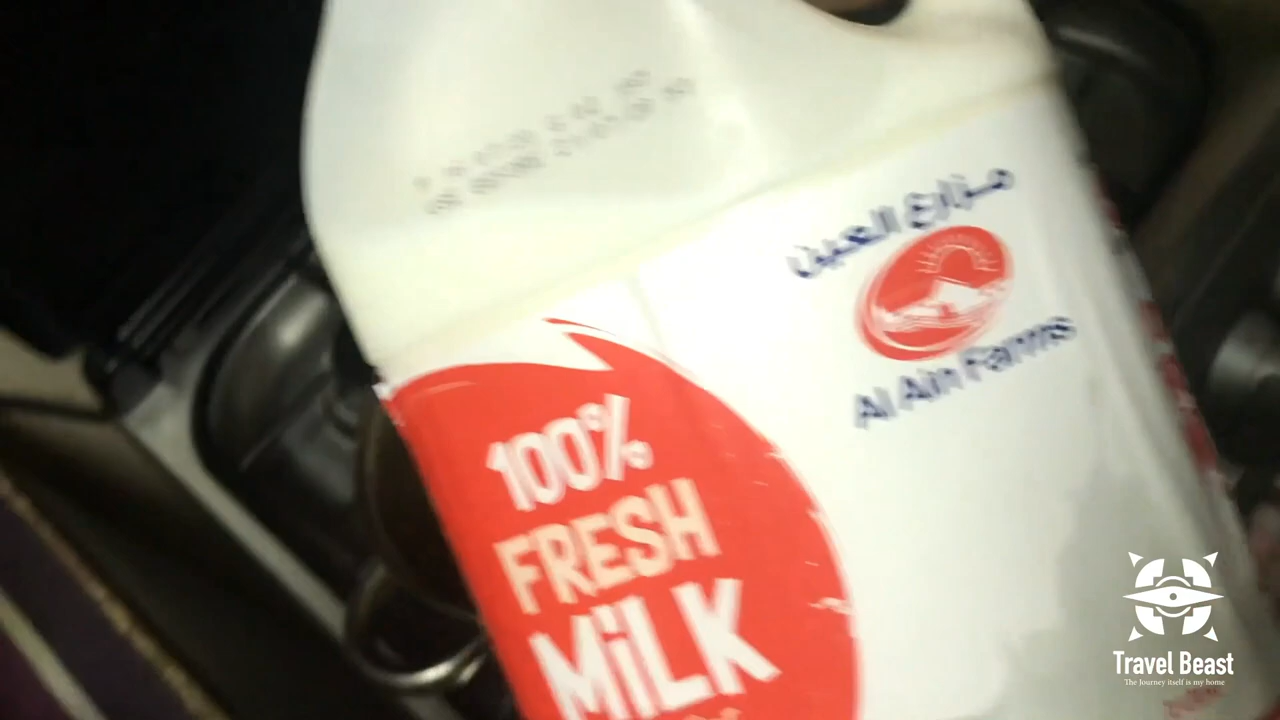 مزارع العين
Al Ain Farms
100%
FRESH
MiLK
Travel Beast
The Journey itself is my home